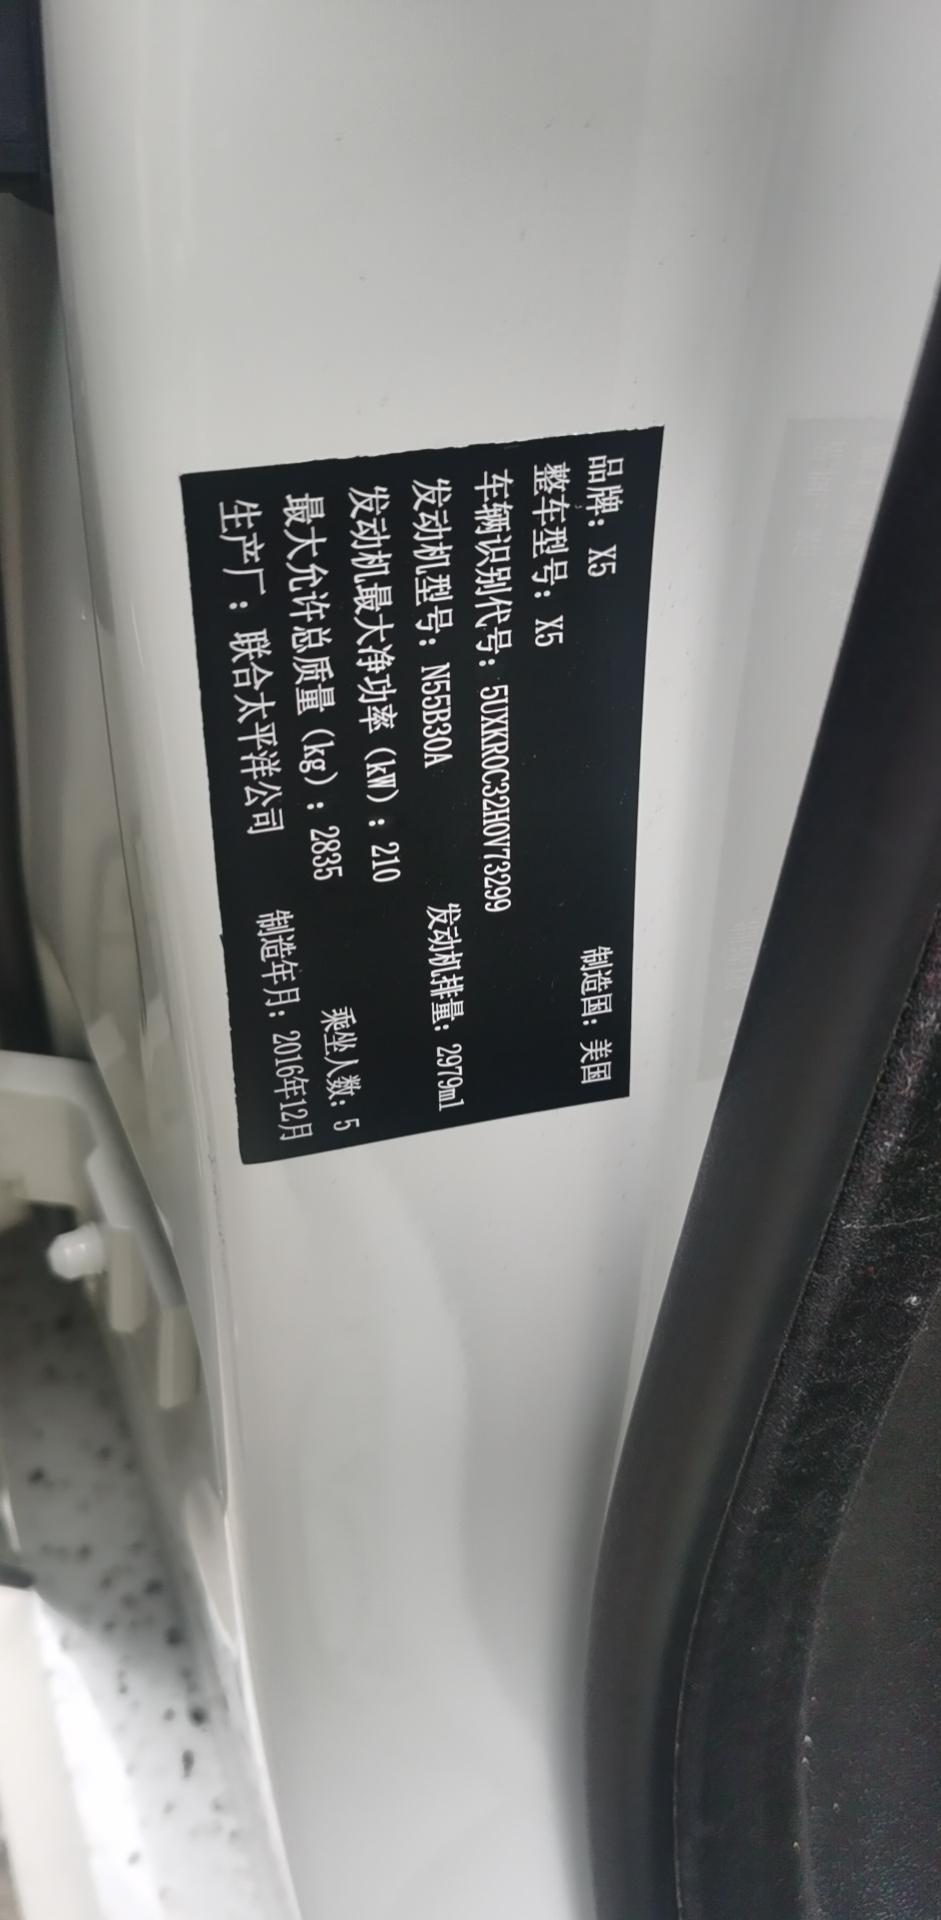 品牌：X5 制造国：美国
整车型号：X5
车辆识别代号：5UXKR0C32H0V73299
发动机型号：N55B30A 发动机排量：2979ml
发动机最大净功率（kW）：210
最大允许总质量（kg）：2835 乘坐人数：5
生产厂：联合太平洋公司 制造年月：2016年12月